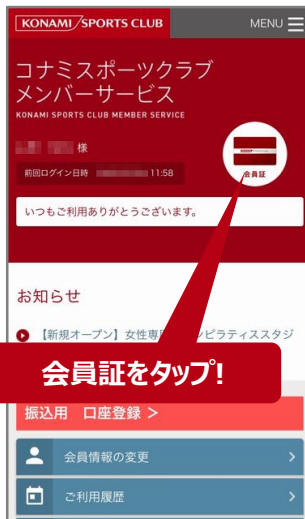 KONAMI SPORTS CLUB
MENU
コナミスポーツクラブ
メンバーサービス
KONAMI SPORTS CLUB MEMBER SERVICE
様
前回ログイン日時 11:58
会員証
いつもご利用ありがとうございます。
お知らせ
【新規オープン】女性専 ンピラティススタジ
会員証をタップ!
振込用 口座登録 >
会員情報の変更
ご利用履歴